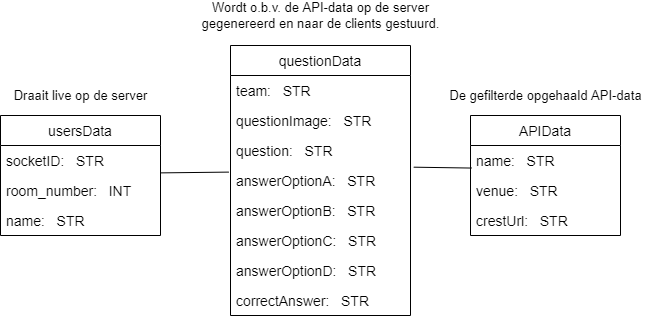 Wordt o.b.v. de API-data op de server
gegenereerd en naar de clients gestuurd.
questionData
team: STR
questionImage: STR
question: STR
answerOptionA: STR
answerOptionB: STR
answerOptionC: STR
answerOptionD: STR
correctAnswer: STR
Draait live op de server
usersData
socketID: STR
room_number: INT
name: STR
De gefilterde opgehaald API-data
APIData
name: STR
venue: STR
crestUrl: STR